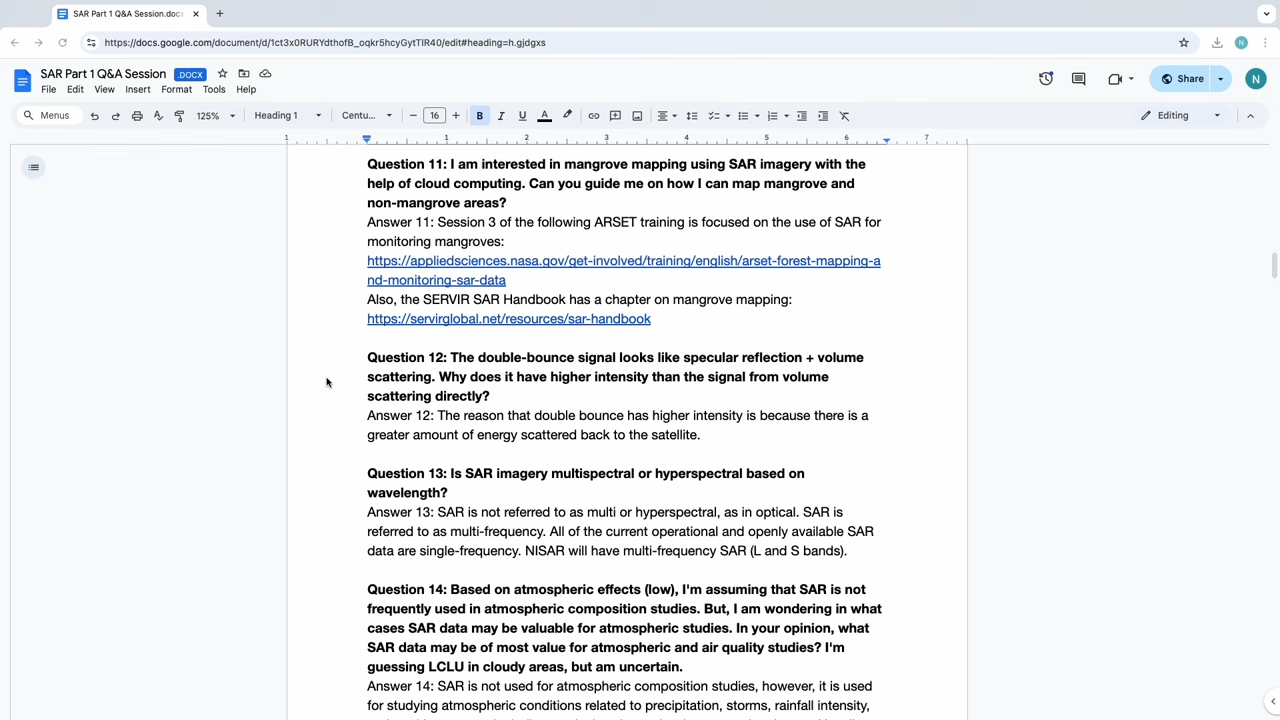 SAR Part 1 Q&A Session.docx
https://docs.google.com/document/d/1ct3x0RURYdthofB_oqkr5hcyGytTlR40/edit#heading=h.gjdgxs
N
SAR Part 1 Q&A Session .DOCX
File Edit View Insert Format Tools Help
Share
N
Menus 125% Heading 1 Centu... 16 B I U A Editing
1 1 2 3 4 5 6 7
Question 11: I am interested in mangrove mapping using SAR imagery with the
help of cloud computing. Can you guide me on how I can map mangrove and
non-mangrove areas?
Answer 11: Session 3 of the following ARSET training is focused on the use of SAR for
monitoring mangroves:
https://appliedsciences.nasa.gov/get-involved/training/english/arset-forest-mapping-a
nd-monitoring-sar-data
Also, the SERVIR SAR Handbook has a chapter on mangrove mapping:
https://servirglobal.net/resources/sar-handbook
Question 12: The double-bounce signal looks like specular reflection + volume
scattering. Why does it have higher intensity than the signal from volume
scattering directly?
Answer 12: The reason that double bounce has higher intensity is because there is a
greater amount of energy scattered back to the satellite.
Question 13: Is SAR imagery multispectral or hyperspectral based on
wavelength?
Answer 13: SAR is not referred to as multi or hyperspectral, as in optical. SAR is
referred to as multi-frequency. All of the current operational and openly available SAR
data are single-frequency. NISAR will have multi-frequency SAR (L and S bands).
Question 14: Based on atmospheric effects (low), I'm assuming that SAR is not
frequently used in atmospheric composition studies. But, I am wondering in what
cases SAR data may be valuable for atmospheric studies. In your opinion, what
SAR data may be of most value for atmospheric and air quality studies? I'm
guessing LCLU in cloudy areas, but am uncertain.
Answer 14: SAR is not used for atmospheric composition studies, however, it is used
for studying atmospheric conditions related to precipitation, storms, rainfall intensity,